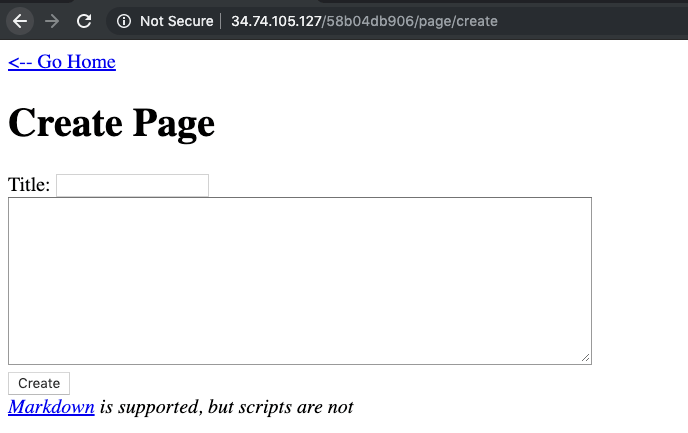 Not Secure | 34.74.105.127/58b04db906/page/create
<-- Go Home
Create Page
Title:
Create
Markdown is supported, but scripts are not